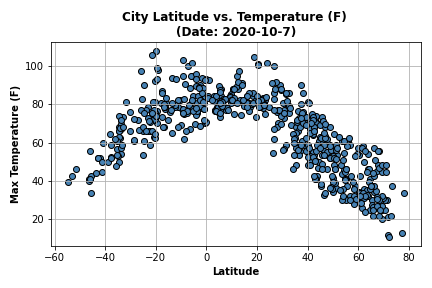 City Latitude vs. Temperature (F)
(Date: 2020-10-7)
Max Temperature (F)
100
80
60
40
20
−60 −40 −20 0 20 40 60 80
Latitude